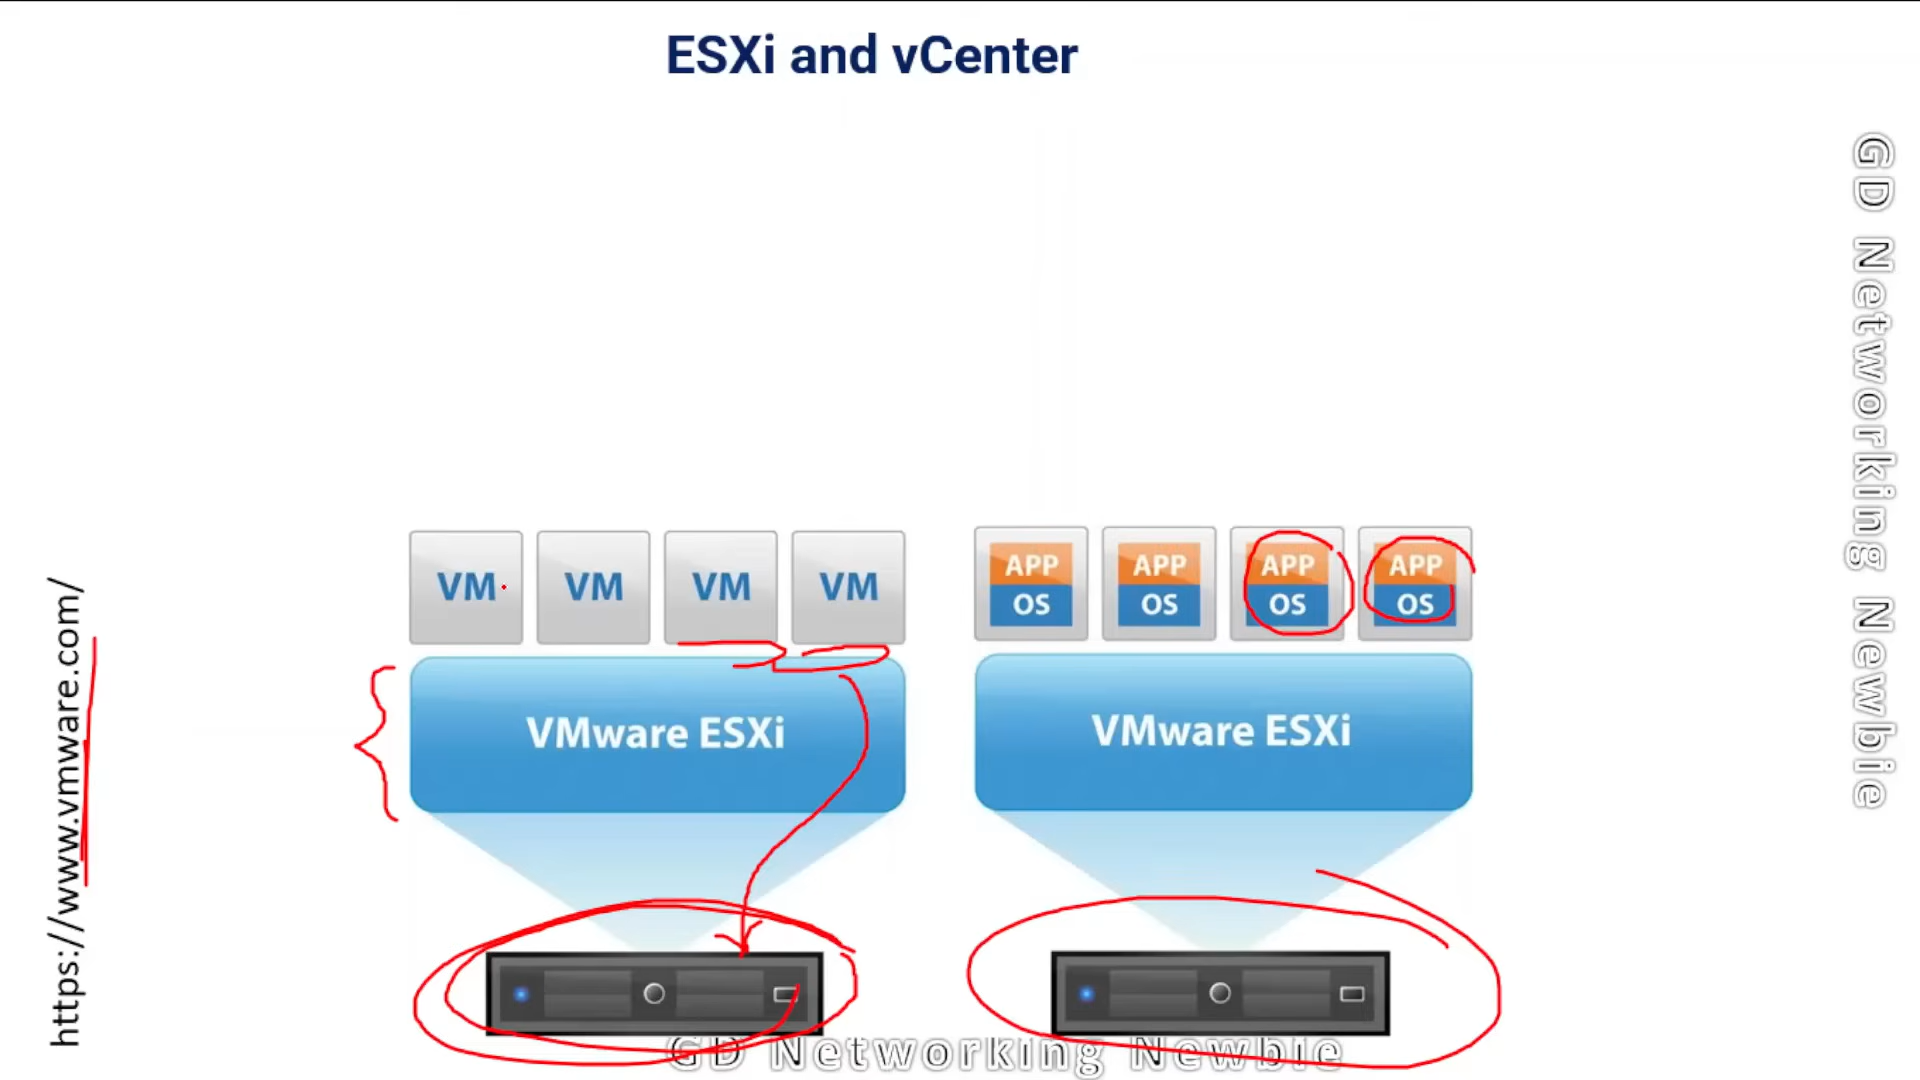 ESXi and vCenter
GD Networking Newbie
https://www.vmware.com/
VM VM VM VM
APP APP APP APP
OS OS OS OS
VMware ESXi VMware ESXi
GD Networking Newbie